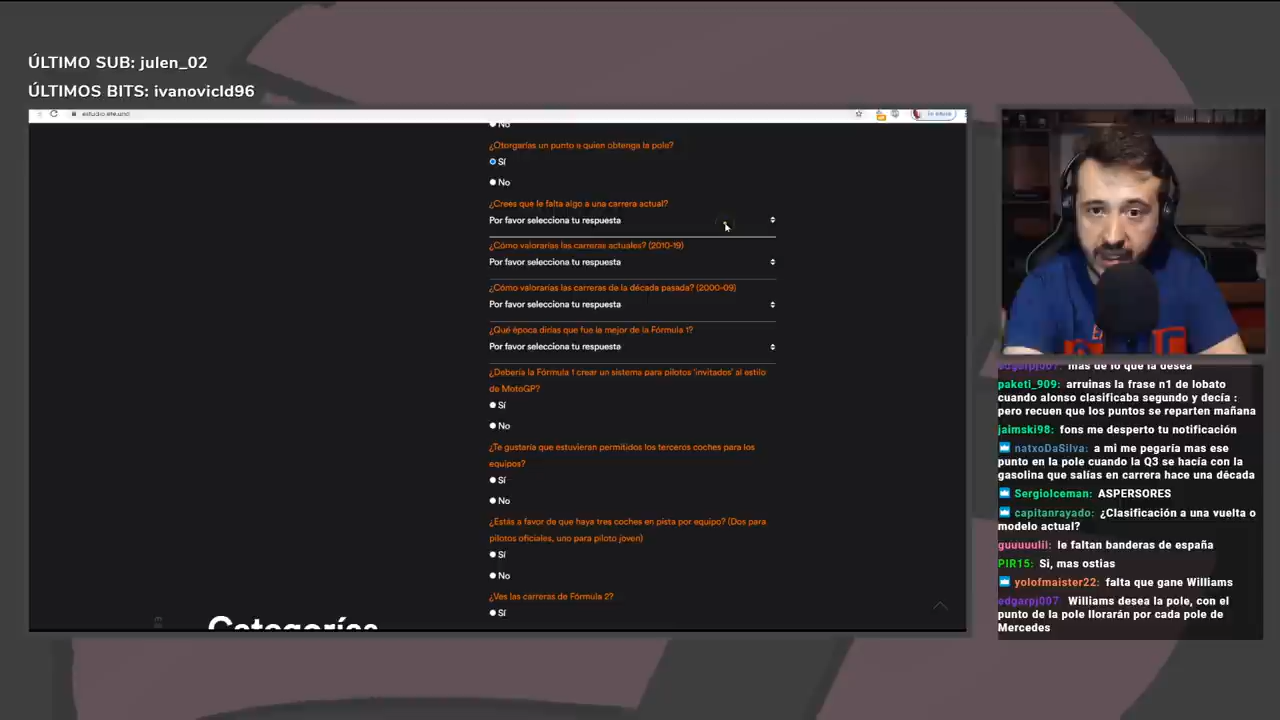 ÚLTIMO SUB: julen_02
ÚLTIMOS BITS: ivanovicld96
No
¿Otorgarías un punto a quien obtenga la pole?
Sí
No
¿Crees que le falta algo a una carrera actual?
Por favor selecciona tu respuesta
¿Cómo valorarías las carreras actuales? (2010-19)
Por favor selecciona tu respuesta
¿Cómo valorarías las carreras de la década pasada? (2000-09)
Por favor selecciona tu respuesta
¿Qué época dirías que fue la mejor de la Fórmula 1?
Por favor selecciona tu respuesta
¿Debería la Fórmula 1 crear un sistema para pilotos 'invitados' al estilo
de MotoGP?
Sí
No
¿Te gustaría que estuvieran permitidos los terceros coches para los
equipos?
Sí
No
¿Estás a favor de que haya tres coches en pista por equipo? (Dos para
pilotos oficiales, uno para piloto joven)
Sí
No
¿Ves las carreras de Fórmula 2?
Sí
Categorías
edgarpj007: mas de lo que la desea
paketi_909: arruinas la frase n1 de lobato
cuando alonso clasificaba segundo y decía :
pero recuen que los puntos se reparten mañana
jaimski98: fons me desperto tu notificación
natxoDaSilva: a mi me pegaría mas ese
punto en la pole cuando la Q3 se hacía con la
gasolina que salías en carrera hace una década
SergioIceman: ASPERSORES
capitanrayado: ¿Clasificación a una vuelta o
modelo actual?
guuuuulil: le faltan banderas de españa
PIR15: Si, mas ostias
yolofmaister22: falta que gane Williams
edgarpj007 Williams desea la pole, con el
punto de la pole llorarán por cada pole de
Mercedes